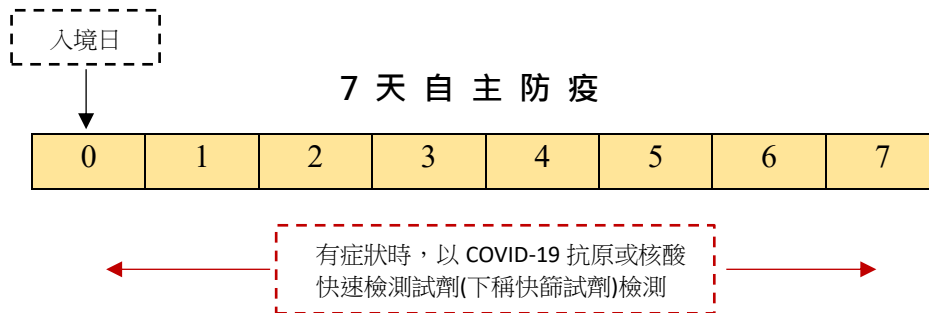 入境日
7 天 自 主 防 疫
0 1 2 3 4 5 6 7
有症狀時，以 COVID-19 抗原或核酸
快速檢測試劑(下稱快篩試劑)檢測